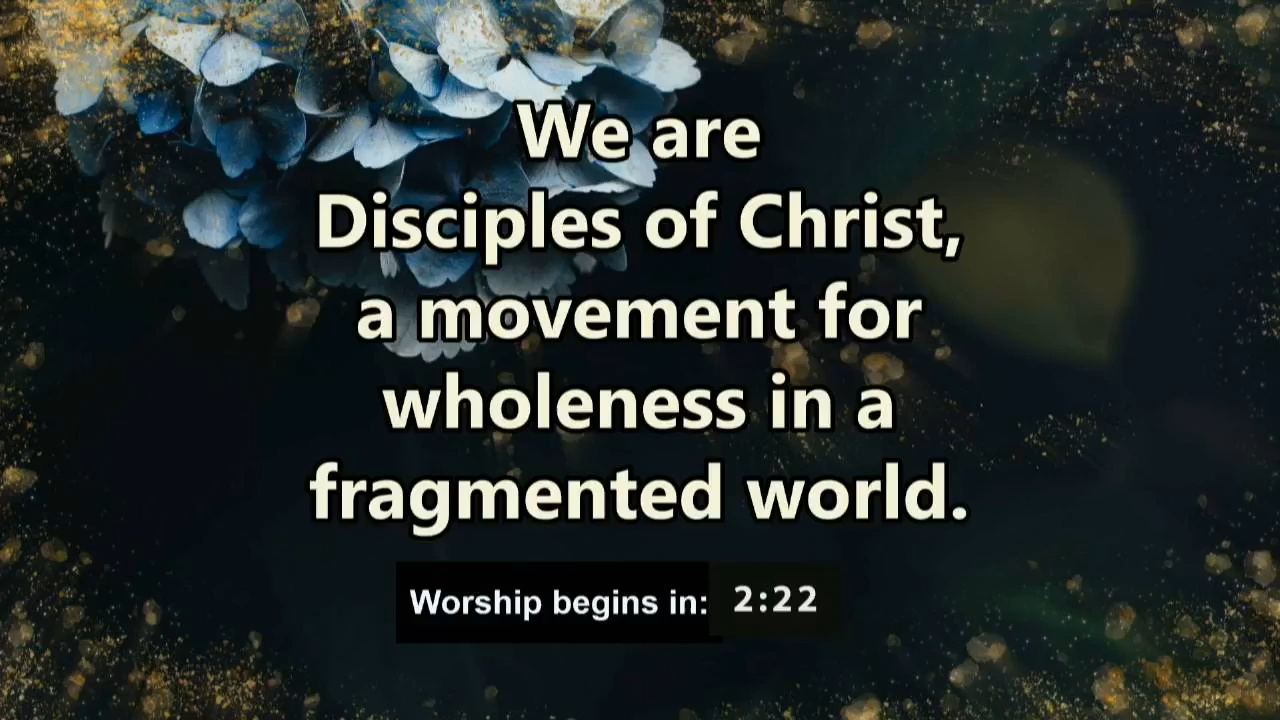 We are
Disciples of Christ,
a movement for
wholeness in a
fragmented world.
Worship begins in: 2:22